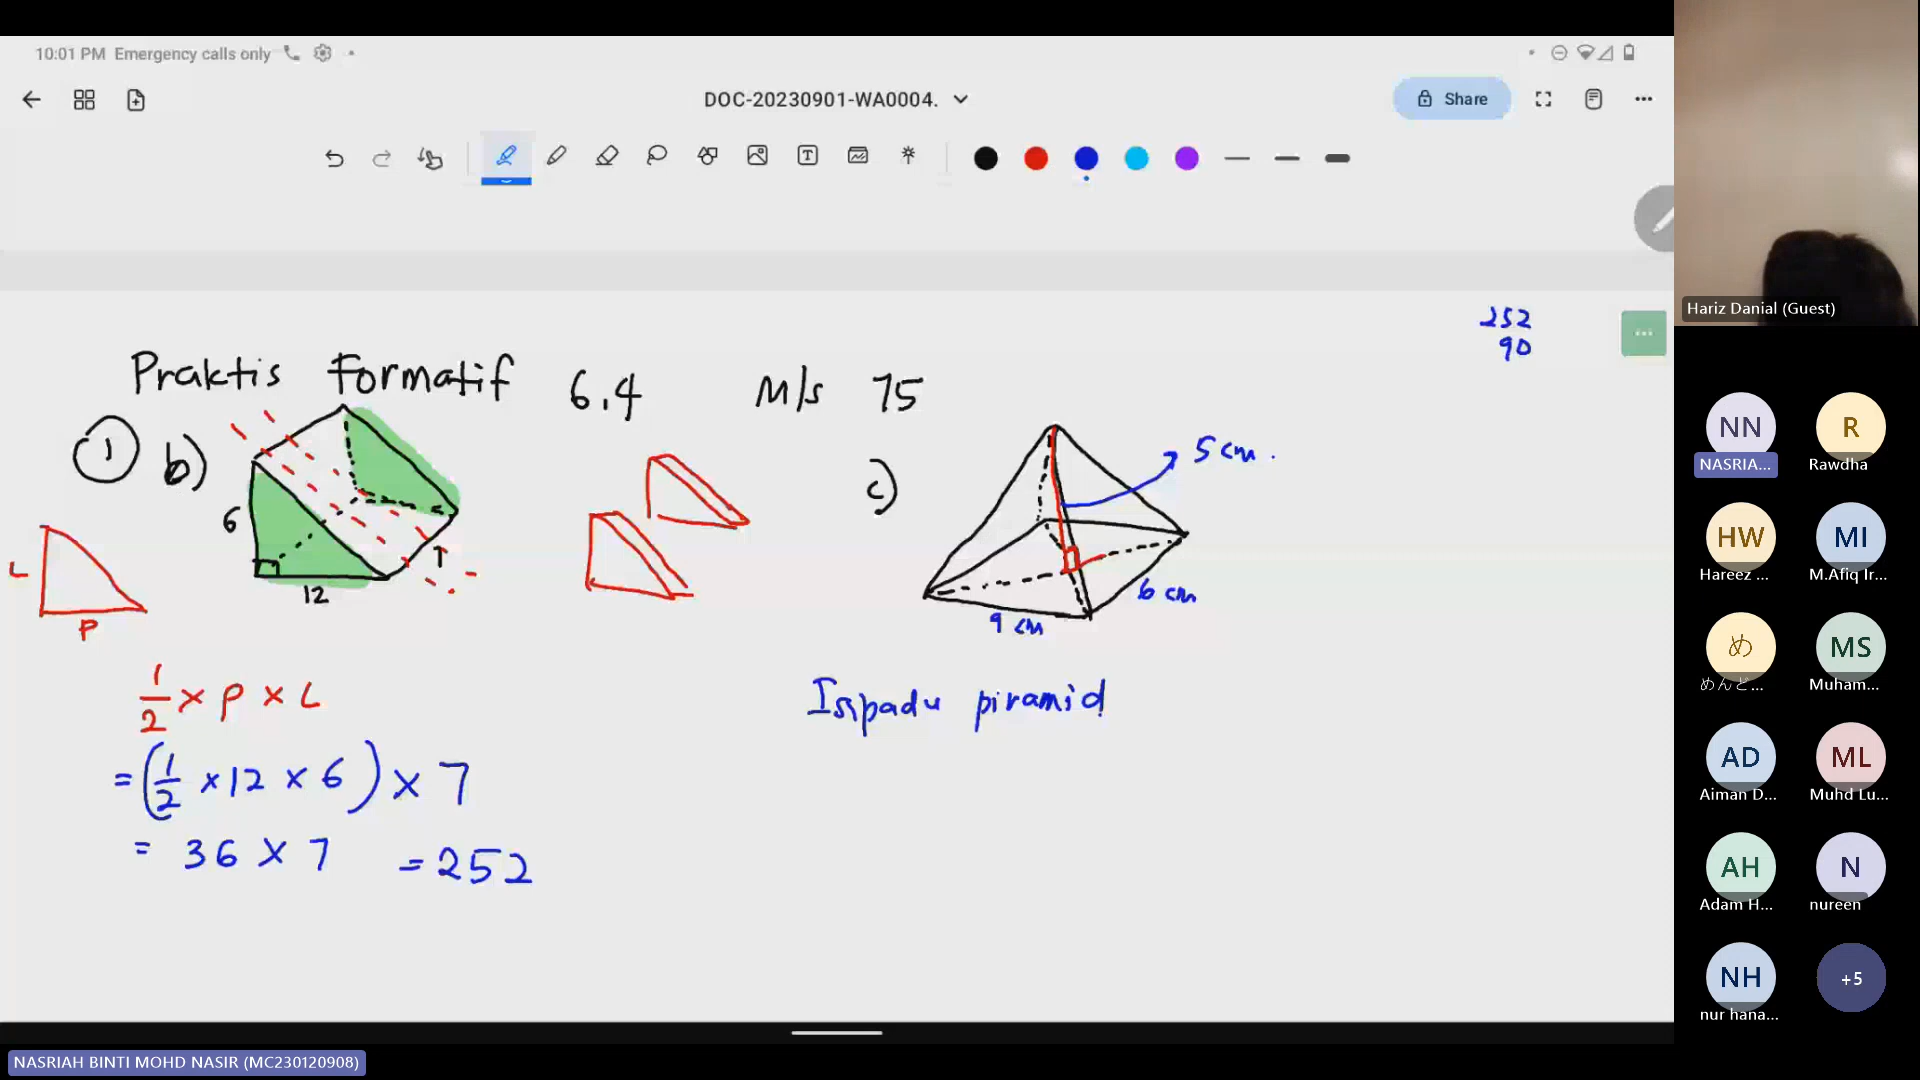 10:01 PM Emergency calls only
DOC-20230901-WA0004.
Share
Hariz Danial (Guest)
252
90
Praktis Formatif 6.4 M/s 75
1 b)
6
12
7
L
P
c)
5 cm.
6 cm
9 cm
1/2 × P × L
= (1/2 × 12 × 6) × 7
= 36 × 7 = 252
Isipadu piramid
NN
NASRIA...
R
Rawdha
HW
Hareez ...
MI
M.Afiq Ir...
め
めんど...
MS
Muham...
AD
Aiman D...
ML
Muhd Lu...
AH
Adam H...
N
nureen
NH
nur hana...
+5
NASRIAH BINTI MOHD NASIR (MC230120908)